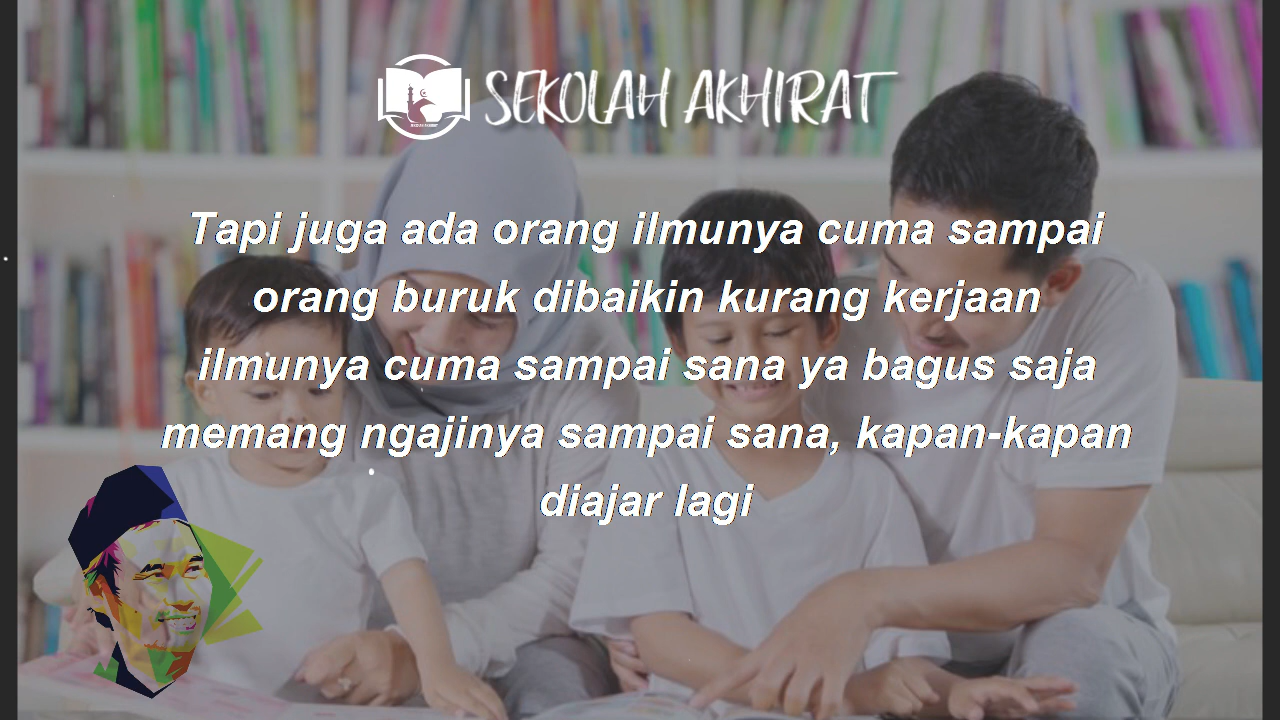 SEKOLAH AKHIRAT
Tapi juga ada orang ilmunya cuma sampai
orang buruk dibaikin kurang kerjaan
ilmunya cuma sampai sana ya bagus saja
memang ngajinya sampai sana, kapan-kapan
diajar lagi